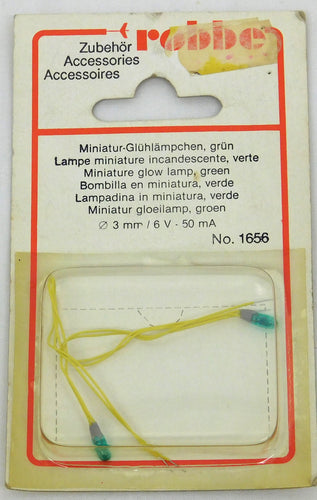 Zubehör
Accessories
Accessoires
robbe
Miniatur-Glühlämpchen, grün
Lampe miniature incandescente, verte
Miniature glow lamp, green
Bombilla en miniatura, verde
Lampadina in miniatura, verde
Miniatur gloeilamp, groen
Ø 3 mm / 6 V - 50 mA
No. 1656